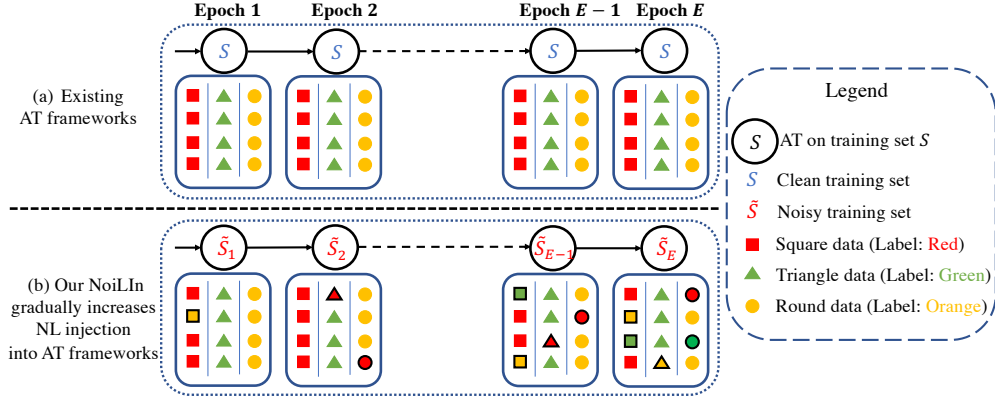 Epoch 1 Epoch 2 Epoch E − 1 Epoch E
S S S S
(a) Existing
AT frameworks
S̃₁ S̃₂ S̃E−1 S̃E
(b) Our NoiLIn
gradually increases
NL injection
into AT frameworks
Legend
S AT on training set S
S Clean training set
S̃ Noisy training set
Square data (Label: Red)
Triangle data (Label: Green)
Round data (Label: Orange)